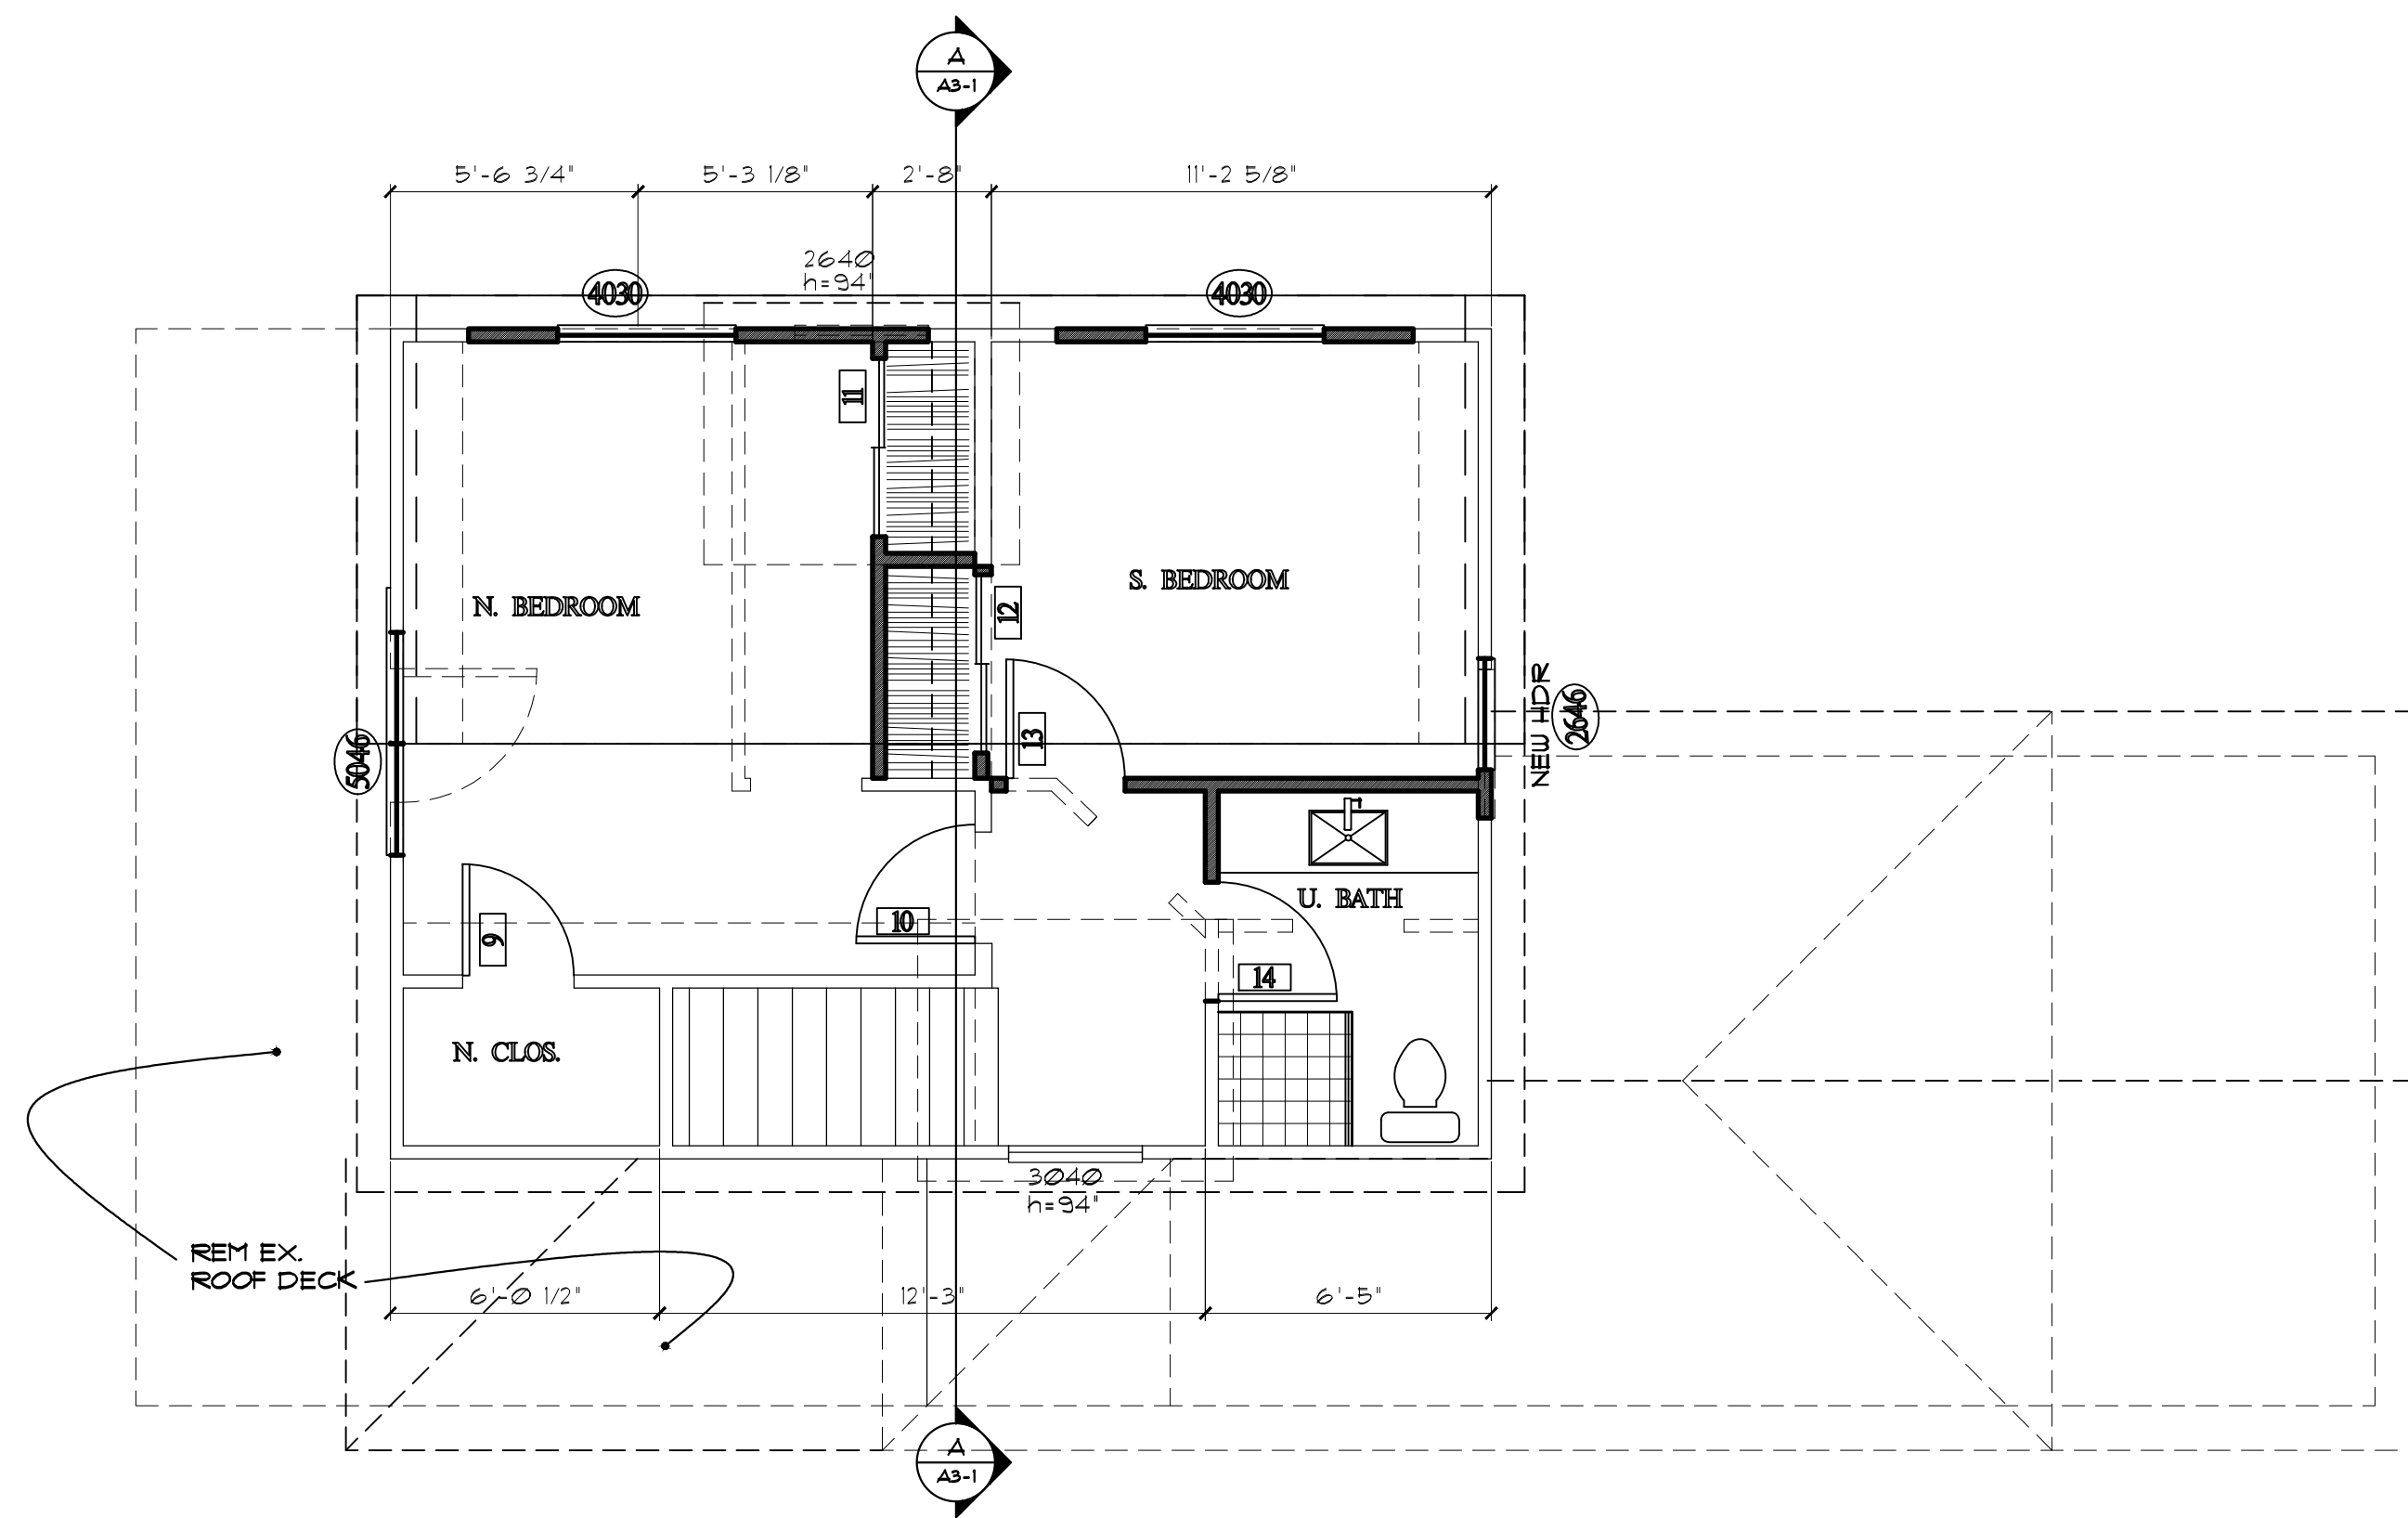 A
A3-1
5'-6 3/4"
5'-3 1/8"
2'-8"
11'-2 5/8"
2640
h=94"
4030
4030
11
N. BEDROOM
S. BEDROOM
12
13
5046
NEW HDR
2646
9
10
U. BATH
14
N. CLOS.
3040
h=94"
REM EX.
ROOF DECK
6'-0 1/2"
12'-3"
6'-5"
A
A3-1